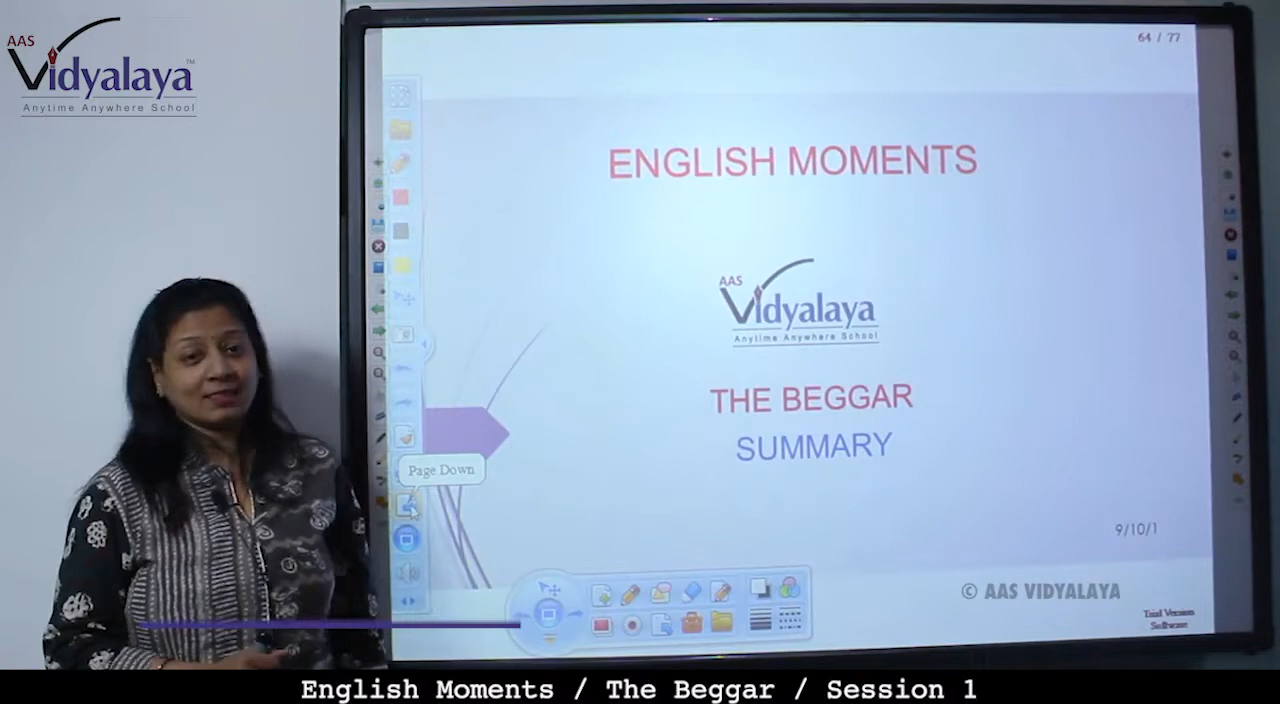 AAS
Vidyalaya™
Anytime Anywhere School
64 / 77
ENGLISH MOMENTS
AAS
Vidyalaya
Anytime Anywhere School
THE BEGGAR
SUMMARY
Page Down
9/10/1
© AAS VIDYALAYA
Trial Version
Software
English Moments / The Beggar / Session 1